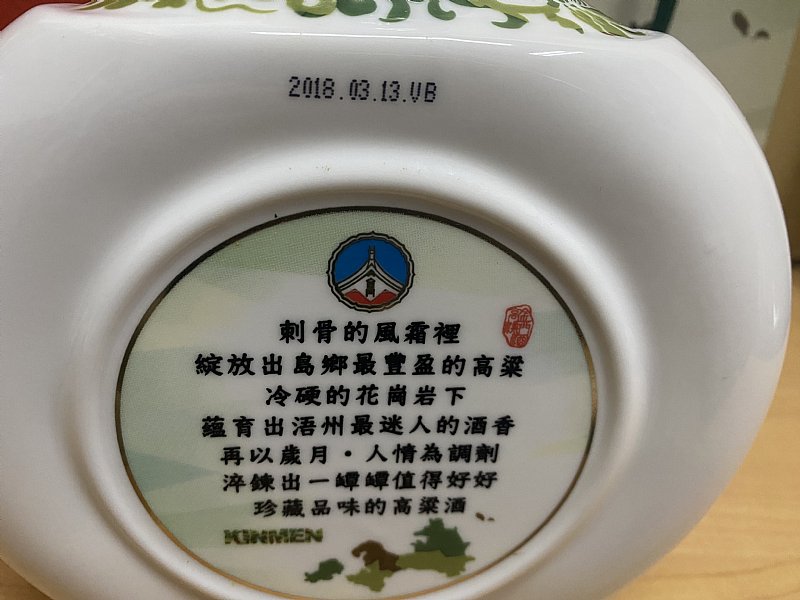 2018.03.13.VB
刺骨的風霜裡
綻放出島鄉最豐盈的高粱
冷硬的花崗岩下
蘊育出浯州最迷人的酒香
再以歲月·人情為調劑
淬鍊出一罈罈值得好好
珍藏品味的高粱酒
KINMEN